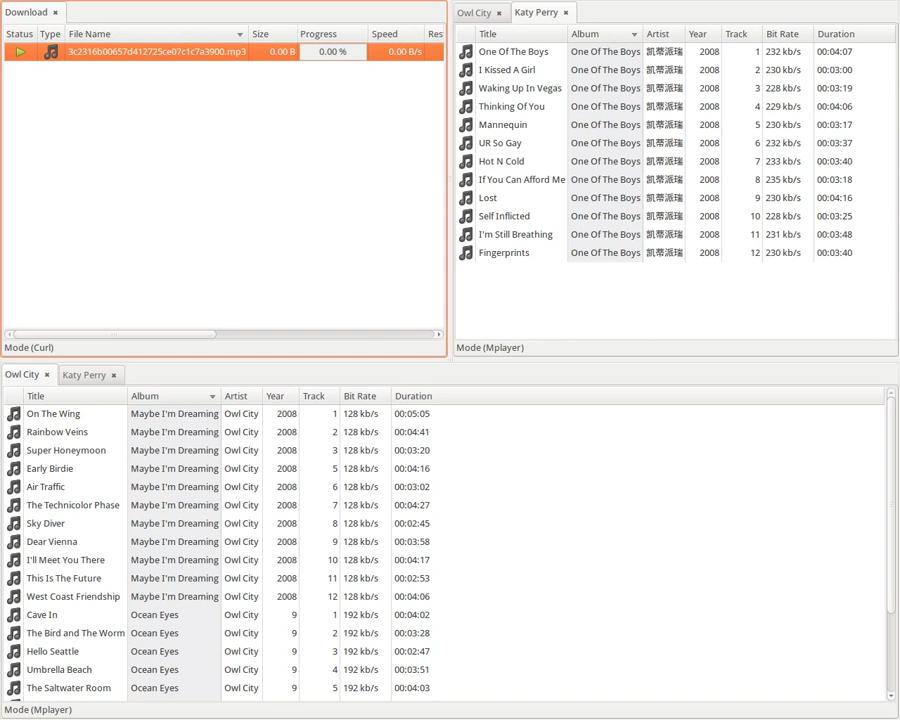 Download
Status Type File Name Size Progress Speed Res
3c2316b00657d412725ce07c1c7a3900.mp3 0.00 B 0.00 % 0.00 B/s
Mode (Curl)
Owl City Katy Perry
Title Album Artist Year Track Bit Rate Duration
One Of The Boys One Of The Boys 凯蒂派瑞 2008 1 232 kb/s 00:04:07
I Kissed A Girl One Of The Boys 凯蒂派瑞 2008 2 230 kb/s 00:03:00
Waking Up In Vegas One Of The Boys 凯蒂派瑞 2008 3 228 kb/s 00:03:19
Thinking Of You One Of The Boys 凯蒂派瑞 2008 4 229 kb/s 00:04:06
Mannequin One Of The Boys 凯蒂派瑞 2008 5 230 kb/s 00:03:17
UR So Gay One Of The Boys 凯蒂派瑞 2008 6 232 kb/s 00:03:37
Hot N Cold One Of The Boys 凯蒂派瑞 2008 7 233 kb/s 00:03:40
If You Can Afford Me One Of The Boys 凯蒂派瑞 2008 8 235 kb/s 00:03:18
Lost One Of The Boys 凯蒂派瑞 2008 9 230 kb/s 00:04:16
Self Inflicted One Of The Boys 凯蒂派瑞 2008 10 228 kb/s 00:03:25
I'm Still Breathing One Of The Boys 凯蒂派瑞 2008 11 231 kb/s 00:03:48
Fingerprints One Of The Boys 凯蒂派瑞 2008 12 230 kb/s 00:03:40
Mode (Mplayer)
Owl City Katy Perry
Title Album Artist Year Track Bit Rate Duration
On The Wing Maybe I'm Dreaming Owl City 2008 1 128 kb/s 00:05:05
Rainbow Veins Maybe I'm Dreaming Owl City 2008 2 128 kb/s 00:04:41
Super Honeymoon Maybe I'm Dreaming Owl City 2008 3 128 kb/s 00:03:20
Early Birdie Maybe I'm Dreaming Owl City 2008 5 128 kb/s 00:04:16
Air Traffic Maybe I'm Dreaming Owl City 2008 6 128 kb/s 00:03:02
The Technicolor Phase Maybe I'm Dreaming Owl City 2008 7 128 kb/s 00:04:27
Sky Diver Maybe I'm Dreaming Owl City 2008 8 128 kb/s 00:02:45
Dear Vienna Maybe I'm Dreaming Owl City 2008 9 128 kb/s 00:03:58
I'll Meet You There Maybe I'm Dreaming Owl City 2008 10 128 kb/s 00:04:17
This Is The Future Maybe I'm Dreaming Owl City 2008 11 128 kb/s 00:02:53
West Coast Friendship Maybe I'm Dreaming Owl City 2008 12 128 kb/s 00:04:06
Cave In Ocean Eyes Owl City 9 1 192 kb/s 00:04:02
The Bird and The Worm Ocean Eyes Owl City 9 2 192 kb/s 00:03:28
Hello Seattle Ocean Eyes Owl City 9 3 192 kb/s 00:02:47
Umbrella Beach Ocean Eyes Owl City 9 4 192 kb/s 00:03:51
The Saltwater Room Ocean Eyes Owl City 9 5 192 kb/s 00:04:03
Mode (Mplayer)